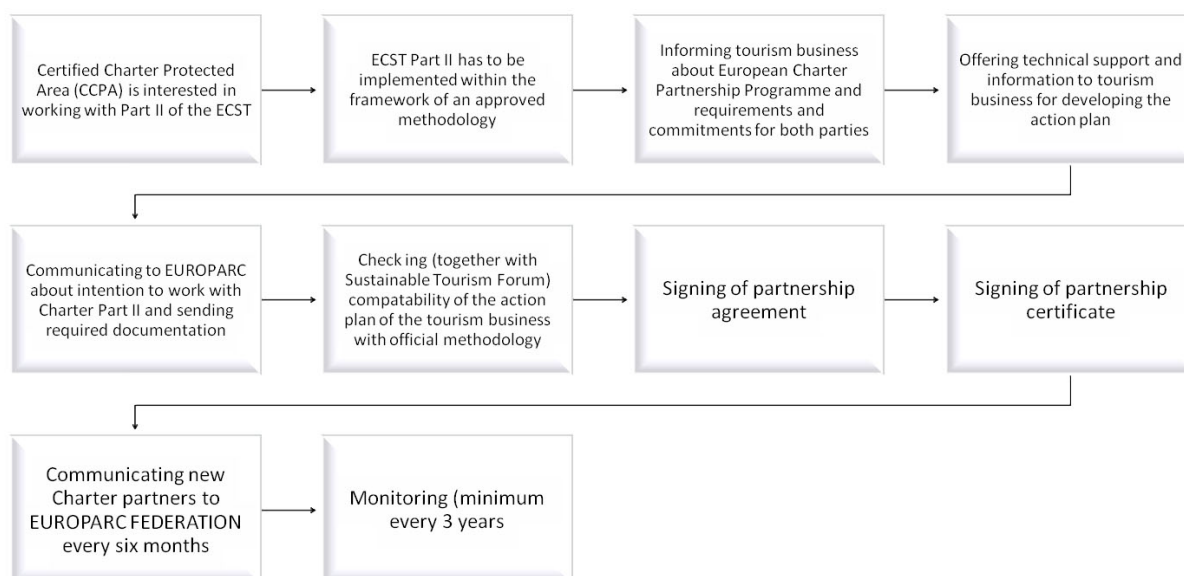 Certified Charter Protected
Area (CCPA) is interested in
working with Part II of the ECST
ECST Part II has to be
implemented within the
framework of an approved
methodology
Informing tourism business
about European Charter
Partnership Programme and
requirements and
commitments for both parties
Offering technical support and
information to tourism
business for developing the
action plan
Communicating to EUROPARC
about intention to work with
Charter Part II and sending
required documentation
Checking (together with
Sustainable Tourism Forum)
compatability of the action
plan of the tourism business
with official methodology
Signing of partnership
agreement
Signing of partnership
certificate
Communicating new
Charter partners to
EUROPARC FEDERATION
every six months
Monitoring (minimum
every 3 years